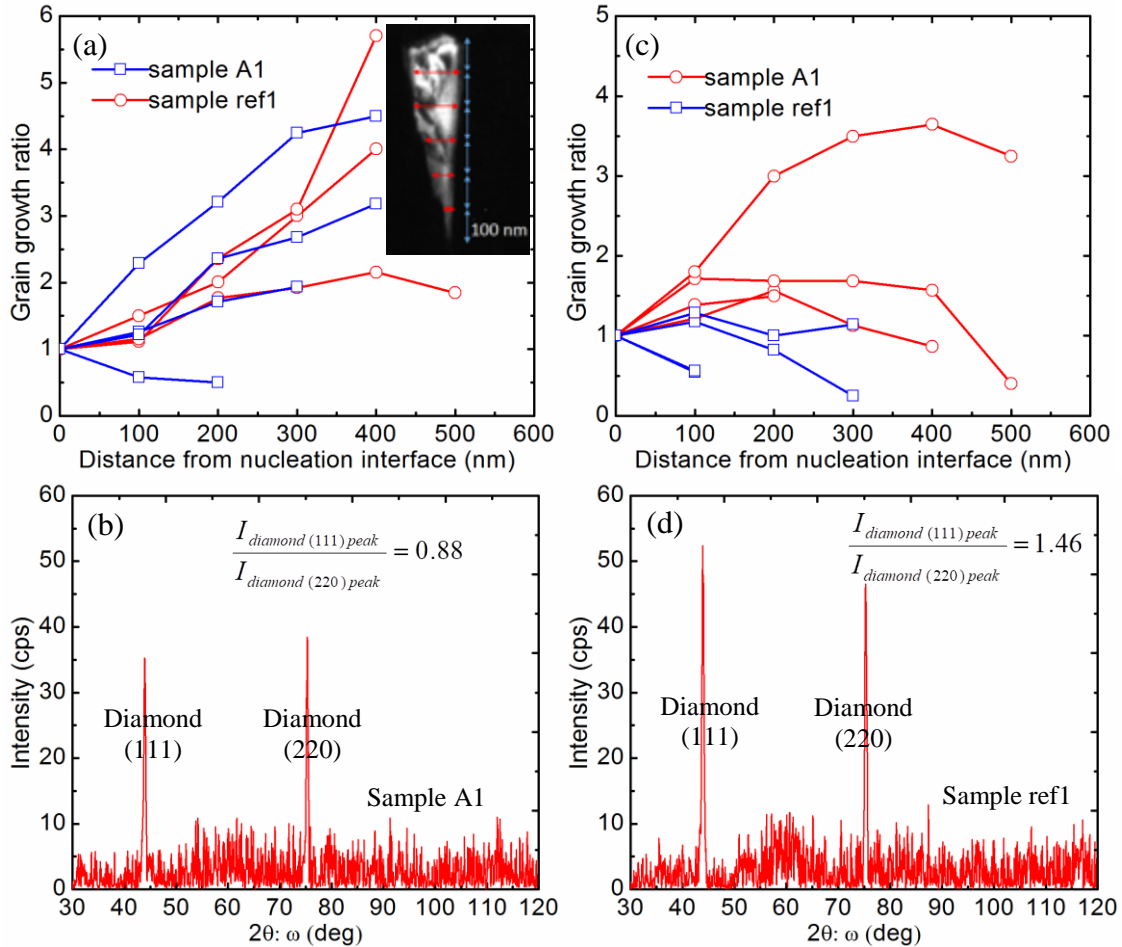 (a)
sample A1
sample ref1
100 nm
Grain growth ratio
6
5
4
3
2
1
0
0 100 200 300 400 500 600
Distance from nucleation interface (nm)
(c)
sample A1
sample ref1
Grain growth ratio
5
4
3
2
1
0
0 100 200 300 400 500 600
Distance from nucleation interface (nm)
(b)
I diamond (111) peak
I diamond (220) peak
= 0.88
Diamond
(111)
Diamond
(220)
Sample A1
Intensity (cps)
60
50
40
30
20
10
0
30 40 50 60 70 80 90 100 110 120
2θ: ω (deg)
(d)
I diamond (111) peak
I diamond (220) peak
= 1.46
Diamond
(111)
Diamond
(220)
Sample ref1
Intensity (cps)
60
50
40
30
20
10
0
30 40 50 60 70 80 90 100 110 120
2θ: ω (deg)